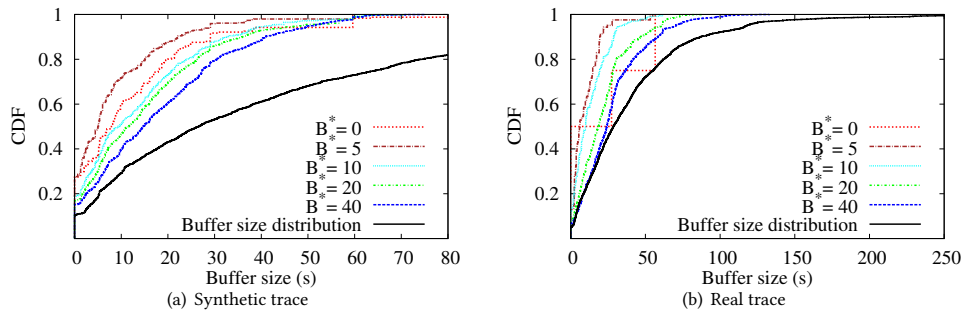 1
0.8
0.6
0.4
0.2
CDF
B* = 0
B* = 5
B* = 10
B* = 20
B* = 40
Buffer size distribution
0 10 20 30 40 50 60 70 80
Buffer size (s)
(a) Synthetic trace
1
0.8
0.6
0.4
0.2
CDF
B* = 0
B* = 5
B* = 10
B* = 20
B* = 40
Buffer size distribution
0 50 100 150 200 250
Buffer size (s)
(b) Real trace